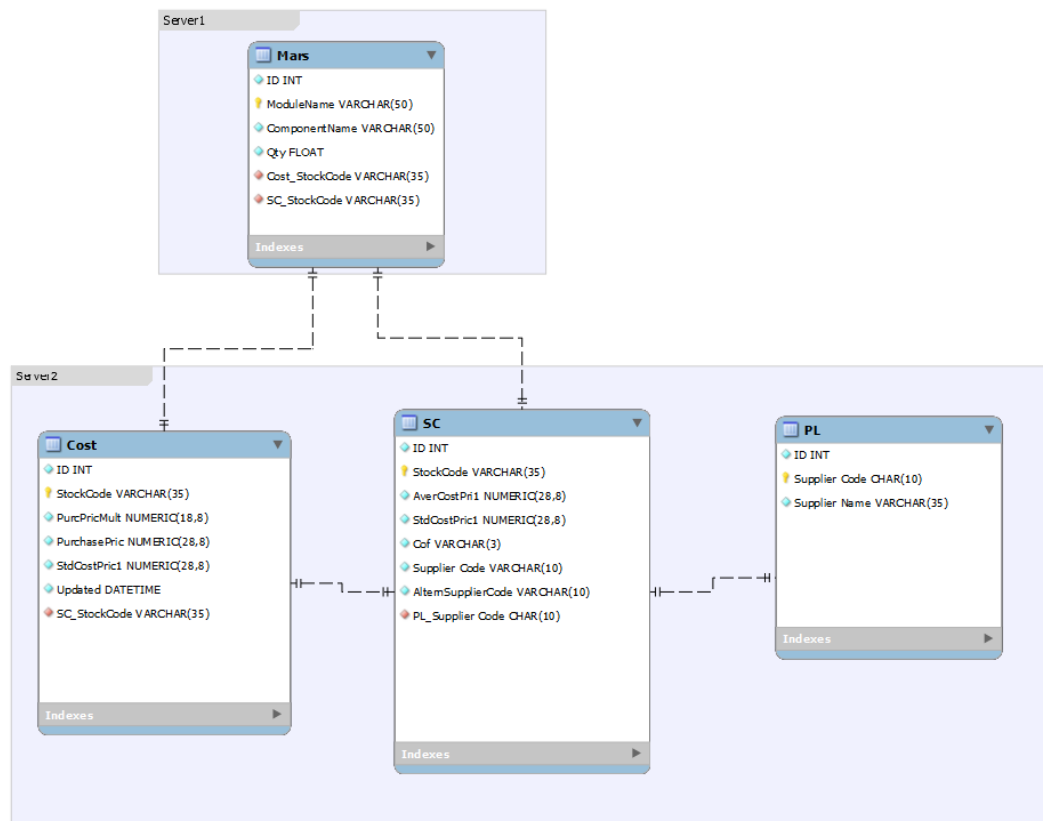 Server1
Mars
ID INT
ModuleName VARCHAR(50)
ComponentName VARCHAR(50)
Qty FLOAT
Cost_StockCode VARCHAR(35)
SC_StockCode VARCHAR(35)
Indexes
Server2
Cost
ID INT
StockCode VARCHAR(35)
PurcPricMult NUMERIC(18,8)
PurchasePric NUMERIC(28,8)
StdCostPric1 NUMERIC(28,8)
Updated DATETIME
SC_StockCode VARCHAR(35)
Indexes
SC
ID INT
StockCode VARCHAR(35)
AverCostPri1 NUMERIC(28,8)
StdCostPric1 NUMERIC(28,8)
Cof VARCHAR(3)
Supplier Code VARCHAR(10)
AlternSupplierCode VARCHAR(10)
PL_Supplier Code CHAR(10)
Indexes
PL
ID INT
Supplier Code CHAR(10)
Supplier Name VARCHAR(35)
Indexes